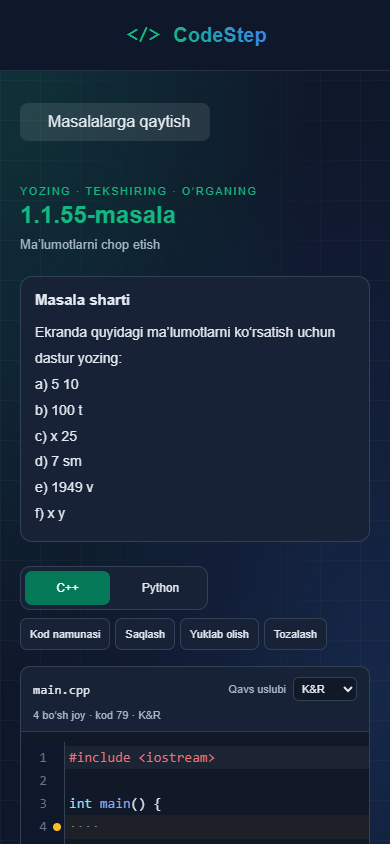 </> CodeStep
Masalalarga qaytish
YOZING · TEKSHIRING · O‘RGANING
1.1.55-masala
Ma’lumotlarni chop etish
Masala sharti
Ekranda quyidagi ma’lumotlarni ko‘rsatish uchun
dastur yozing:
a) 5 10
b) 100 t
c) x 25
d) 7 sm
e) 1949 v
f) x y
C++ Python
Kod namunasi Saqlash Yuklab olish Tozalash
main.cpp Qavs uslubi K&R
4 bo‘sh joy · kod 79 · K&R
1 #include <iostream>
2
3 int main() {
4 ····